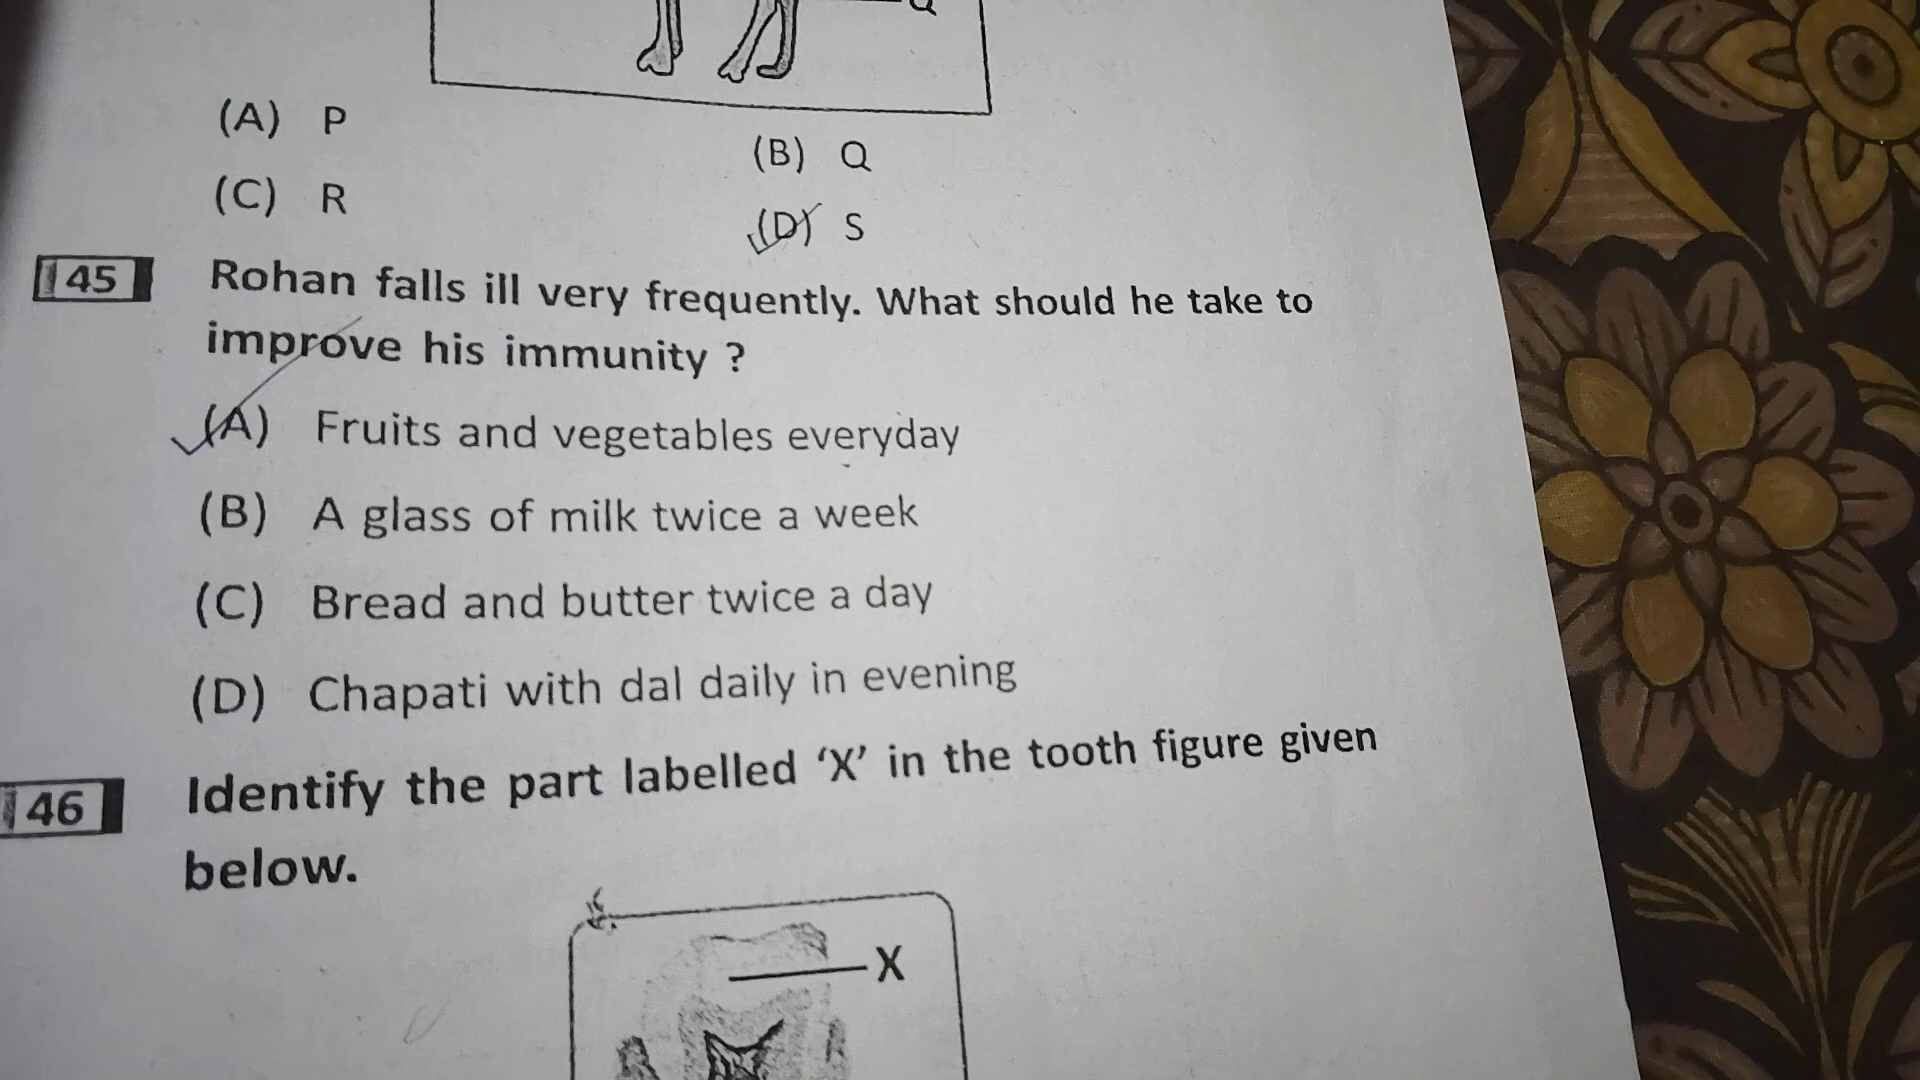 (A) P
(B) Q
(C) R
(D) S
45 Rohan falls ill very frequently. What should he take to
improve his immunity ?
(A) Fruits and vegetables everyday
(B) A glass of milk twice a week
(C) Bread and butter twice a day
(D) Chapati with dal daily in evening
46 Identify the part labelled ‘X’ in the tooth figure given
below.
X